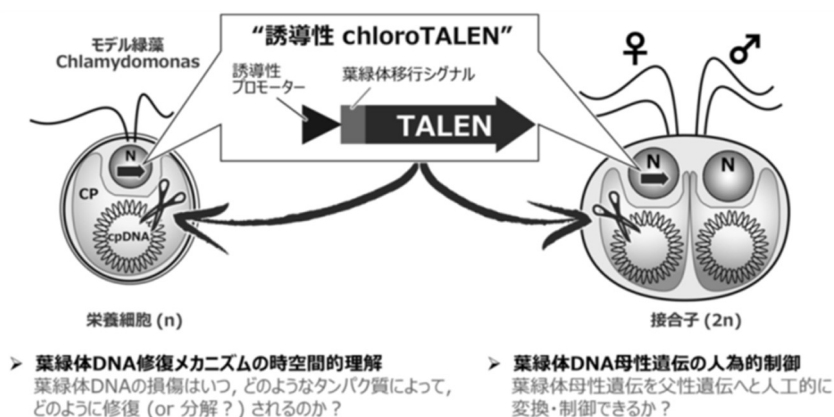 モデル緑藻
Chlamydomonas
“誘導性 chloroTALEN”
誘導性
プロモーター
葉緑体移行シグナル
TALEN
♀
♂
N
CP
cpDNA
N
N
栄養細胞 (n)
接合子 (2n)
➢ 葉緑体DNA修復メカニズムの時空間的理解
葉緑体DNAの損傷はいつ, どのようなタンパク質によって,
どのように修復 (or 分解？) されるのか？
➢ 葉緑体DNA母性遺伝の人為的制御
葉緑体母性遺伝を父性遺伝へと人工的に
変換・制御できるか？